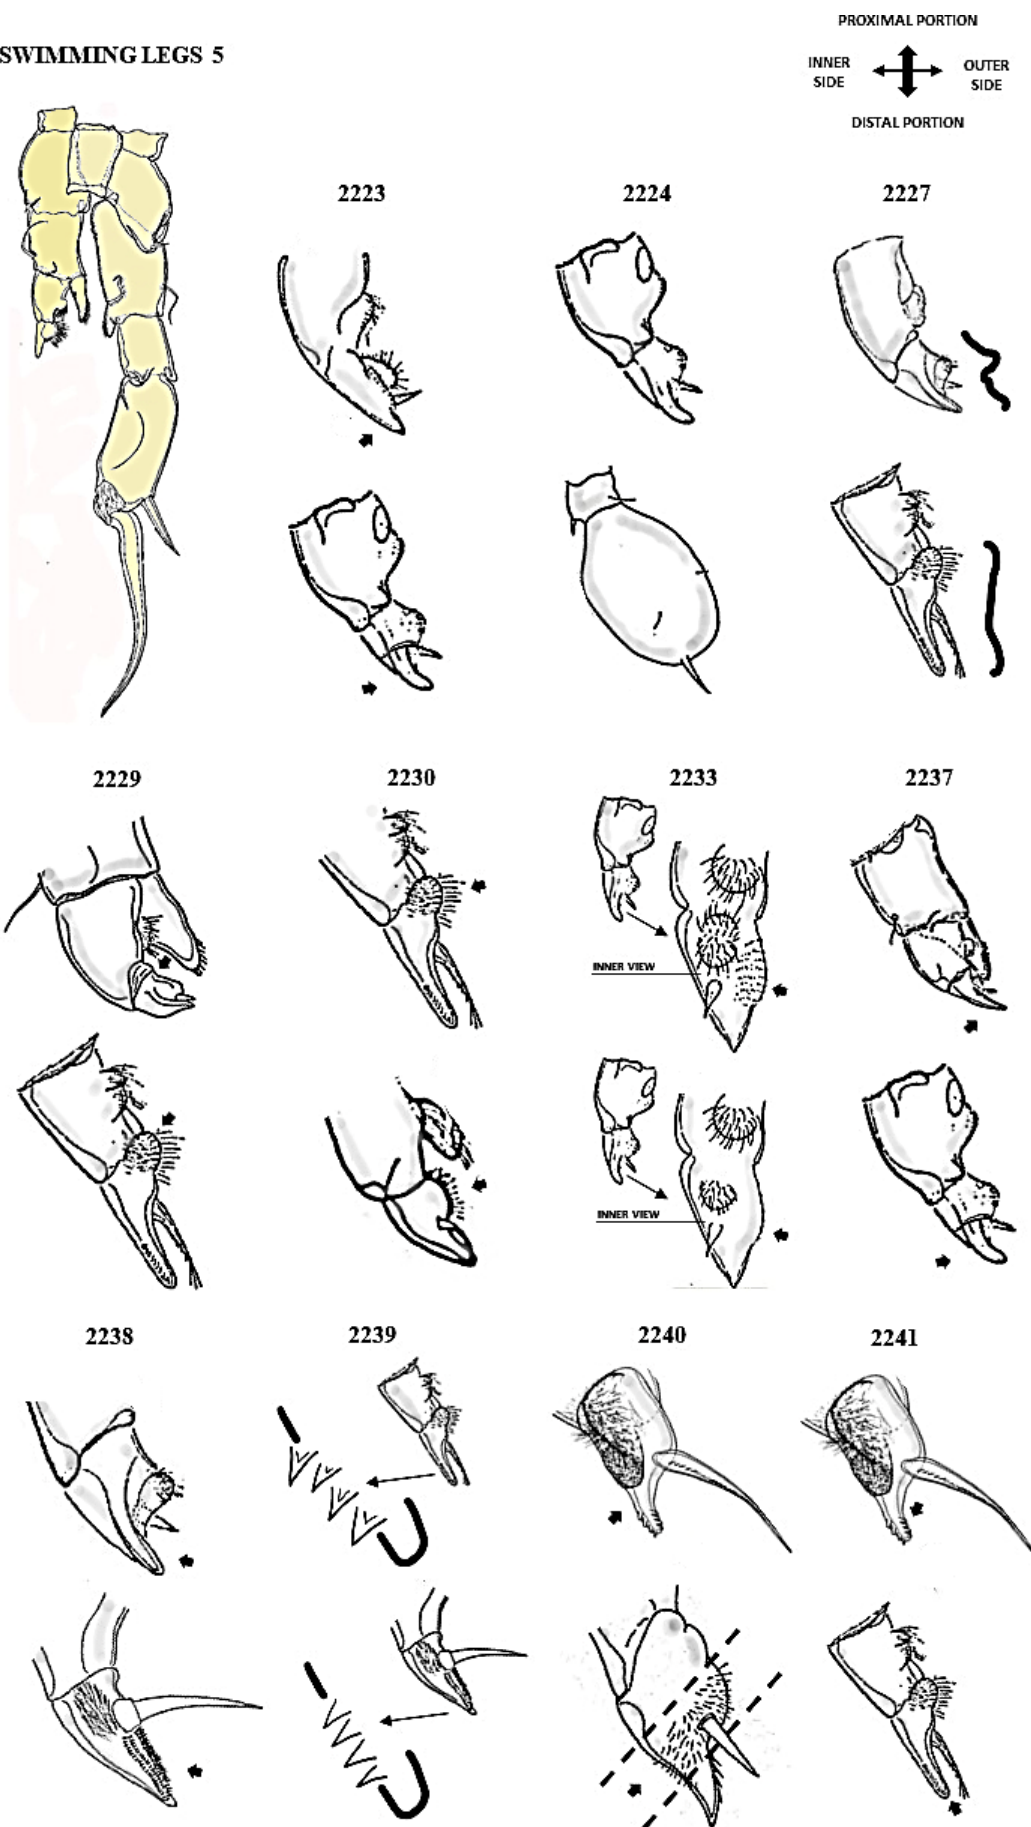 PROXIMAL PORTION
SWIMMING LEGS 5
INNER SIDE
OUTER SIDE
DISTAL PORTION
2223
2224
2227
2229
2230
2233
2237
INNER VIEW
INNER VIEW
2238
2239
2240
2241